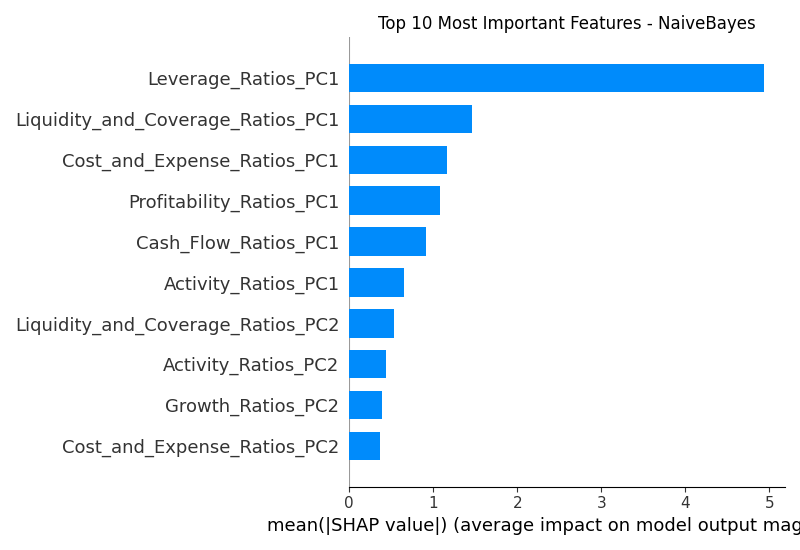 Top 10 Most Important Features - NaiveBayes
Leverage_Ratios_PC1
Liquidity_and_Coverage_Ratios_PC1
Cost_and_Expense_Ratios_PC1
Profitability_Ratios_PC1
Cash_Flow_Ratios_PC1
Activity_Ratios_PC1
Liquidity_and_Coverage_Ratios_PC2
Activity_Ratios_PC2
Growth_Ratios_PC2
Cost_and_Expense_Ratios_PC2
0 1 2 3 4 5
mean(|SHAP value|) (average impact on model output mag